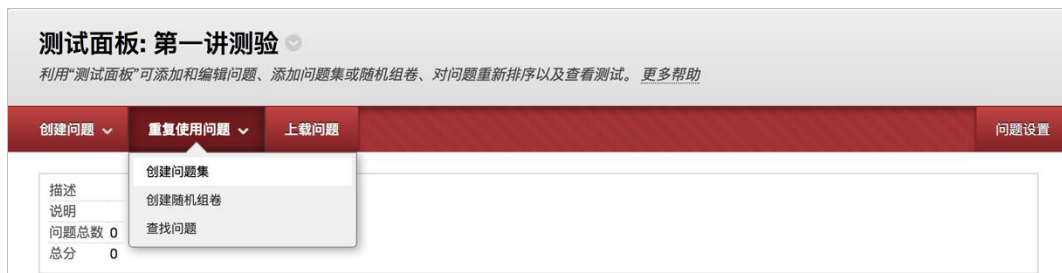 测试面板: 第一讲测验
利用“测试面板”可添加和编辑问题、添加问题集或随机组卷、对问题重新排序以及查看测试。 更多帮助
创建问题 重复使用问题 上载问题 问题设置
创建问题集
创建随机组卷
查找问题
描述
说明
问题总数 0
总分 0